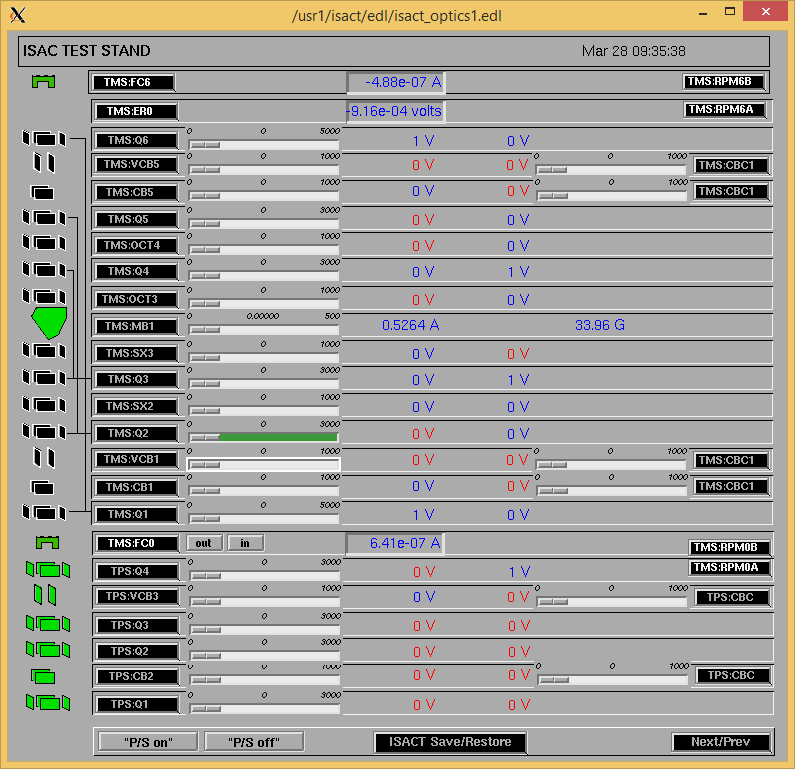 /usr1/isact/edl/isact_optics1.edl
ISAC TEST STAND Mar 28 09:35:38
TMS:FC6 -4.88e-07 A TMS:RPM6B
TMS:ER0 -9.16e-04 volts TMS:RPM6A
TMS:Q6 0 0 5000 1 V 0 V
TMS:VCB5 0 0 1000 0 V 0 V 0 0 1000 TMS:CBC1
TMS:CB5 0 0 1000 0 V 0 V 0 0 1000 TMS:CBC1
TMS:Q5 0 0 3000 0 V 0 V
TMS:OCT4 0 0 1000 0 V 0 V
TMS:Q4 0 0 3000 0 V 1 V
TMS:OCT3 0 0 1000 0 V 0 V
TMS:MB1 0 0.00000 500 0.5264 A 33.96 G
TMS:SX3 0 0 1000 0 V 0 V
TMS:Q3 0 0 3000 0 V 1 V
TMS:SX2 0 0 1000 0 V 0 V
TMS:Q2 0 0 3000 0 V 0 V
TMS:VCB1 0 0 1000 0 V 0 V 0 0 1000 TMS:CBC1
TMS:CB1 0 0 1000 0 V 0 V 0 0 1000 TMS:CBC1
TMS:Q1 0 0 5000 1 V 0 V
TMS:FC0 out in 6.41e-07 A TMS:RPM0B
TPS:Q4 0 0 3000 0 V 1 V TMS:RPM0A
TPS:VCB3 0 0 1000 0 V 0 V 0 0 1000 TPS:CBC
TPS:Q3 0 0 3000 0 V 0 V
TPS:Q2 0 0 3000 0 V 0 V
TPS:CB2 0 0 1000 0 V 0 V 0 0 1000 TPS:CBC
TPS:Q1 0 0 3000 0 V 0 V
"P/S on" "P/S off" ISACT Save/Restore Next/Prev